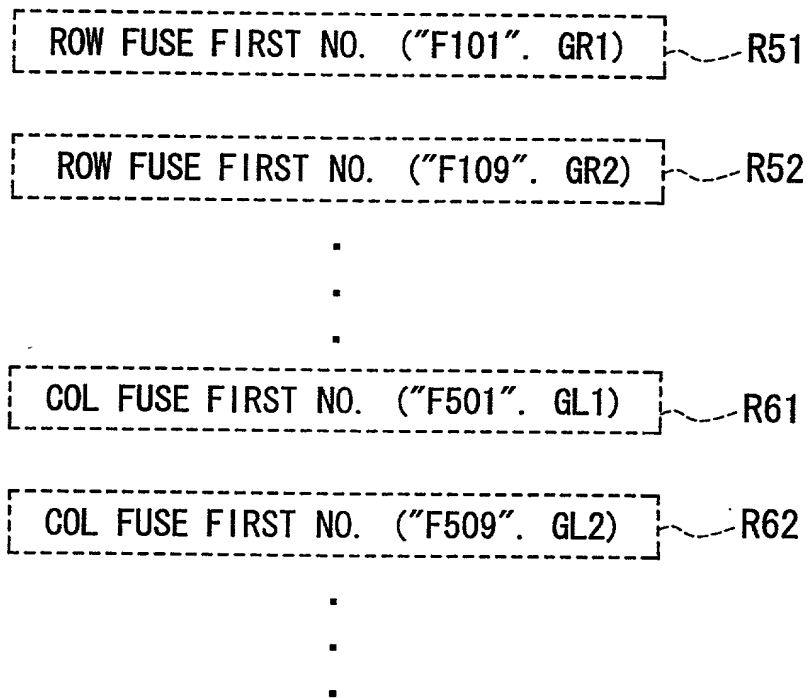 ROW FUSE FIRST NO. ("F101". GR1) R51
ROW FUSE FIRST NO. ("F109". GR2) R52
COL FUSE FIRST NO. ("F501". GL1) R61
COL FUSE FIRST NO. ("F509". GL2) R62